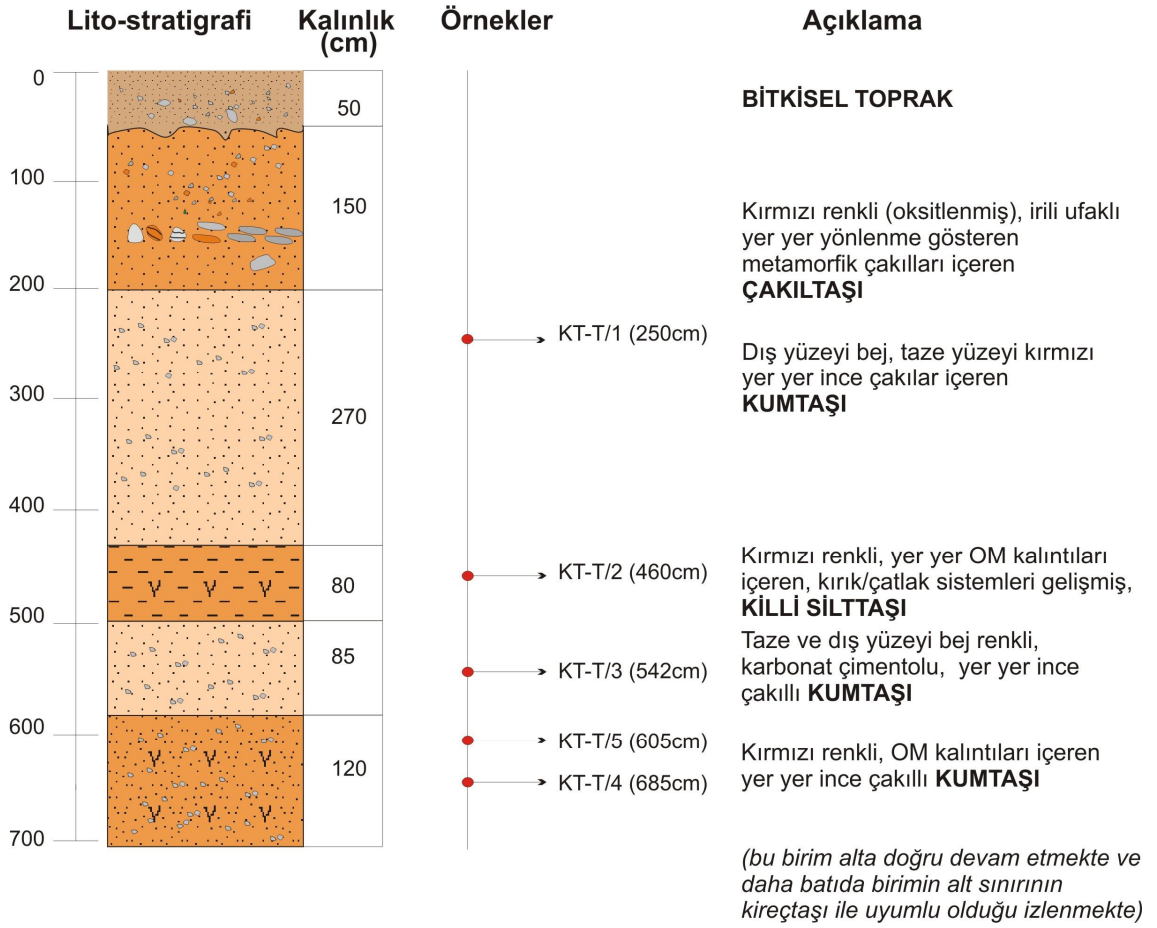 Lito-stratigrafi
Kalınlık
(cm)
Örnekler
Açıklama
0
100
200
300
400
500
600
700
50
150
270
80
85
120
KT-T/1 (250cm)
KT-T/2 (460cm)
KT-T/3 (542cm)
KT-T/5 (605cm)
KT-T/4 (685cm)
BİTKİSEL TOPRAK
Kırmızı renkli (oksitlenmiş), irili ufaklı
yer yer yönlenme gösteren
metamorfik çakılları içeren
ÇAKILTAŞI
Dış yüzeyi bej, taze yüzeyi kırmızı
yer yer ince çakılar içeren
KUMTAŞI
Kırmızı renkli, yer yer OM kalıntıları
içeren, kırık/çatlak sistemleri gelişmiş,
KİLLİ SİLTTAŞI
Taze ve dış yüzeyi bej renkli,
karbonat çimentolu, yer yer ince
çakıllı KUMTAŞI
Kırmızı renkli, OM kalıntıları içeren
yer yer ince çakıllı KUMTAŞI
(bu birim alta doğru devam etmekte ve
daha batıda birimin alt sınırının
kireçtaşı ile uyumlu olduğu izlenmekte)